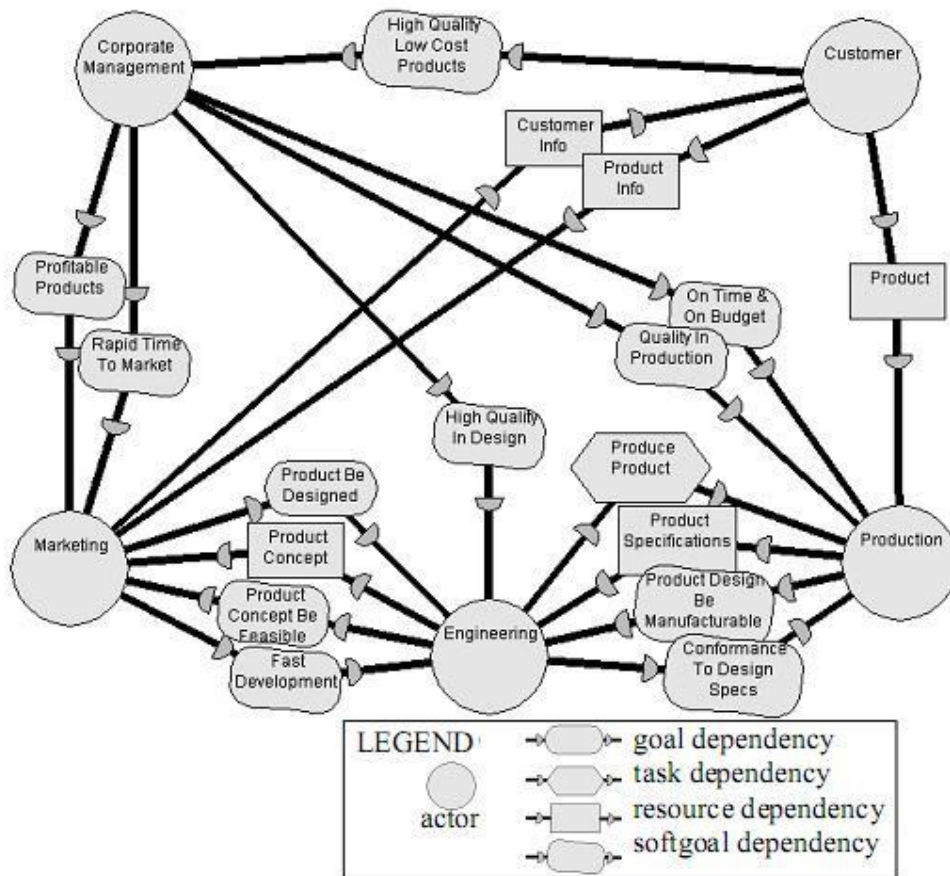 Corporate
Management
High Quality
Low Cost
Products
Customer
Customer
Info
Product
Info
Profitable
Products
Rapid Time
To Market
On Time &
On Budget
Quality In
Production
Product
High Quality
In Design
Produce
Product
Product Be
Designed
Product
Concept
Product
Concept Be
Feasible
Fast
Development
Marketing
Engineering
Product
Specifications
Product Design
Be
Manufacturable
Conformance
To Design
Specs
Production
LEGEND
actor
goal dependency
task dependency
resource dependency
softgoal dependency